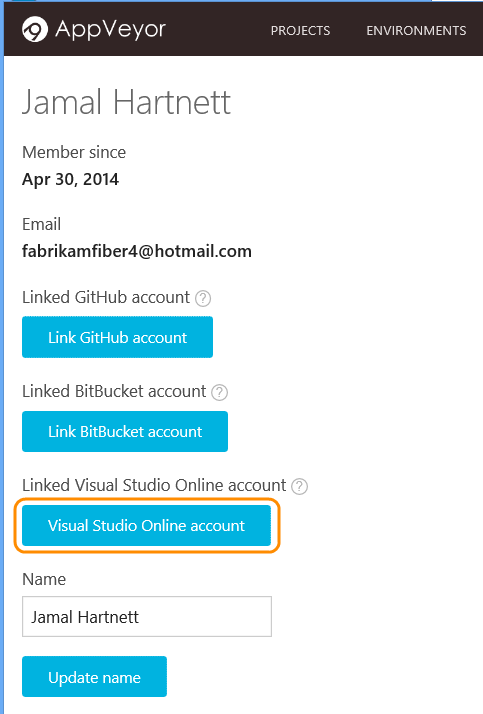 AppVeyor PROJECTS ENVIRONMENTS
Jamal Hartnett
Member since
Apr 30, 2014
Email
fabrikamfiber4@hotmail.com
Linked GitHub account ?
Link GitHub account
Linked BitBucket account ?
Link BitBucket account
Linked Visual Studio Online account ?
Visual Studio Online account
Name
Jamal Hartnett
Update name